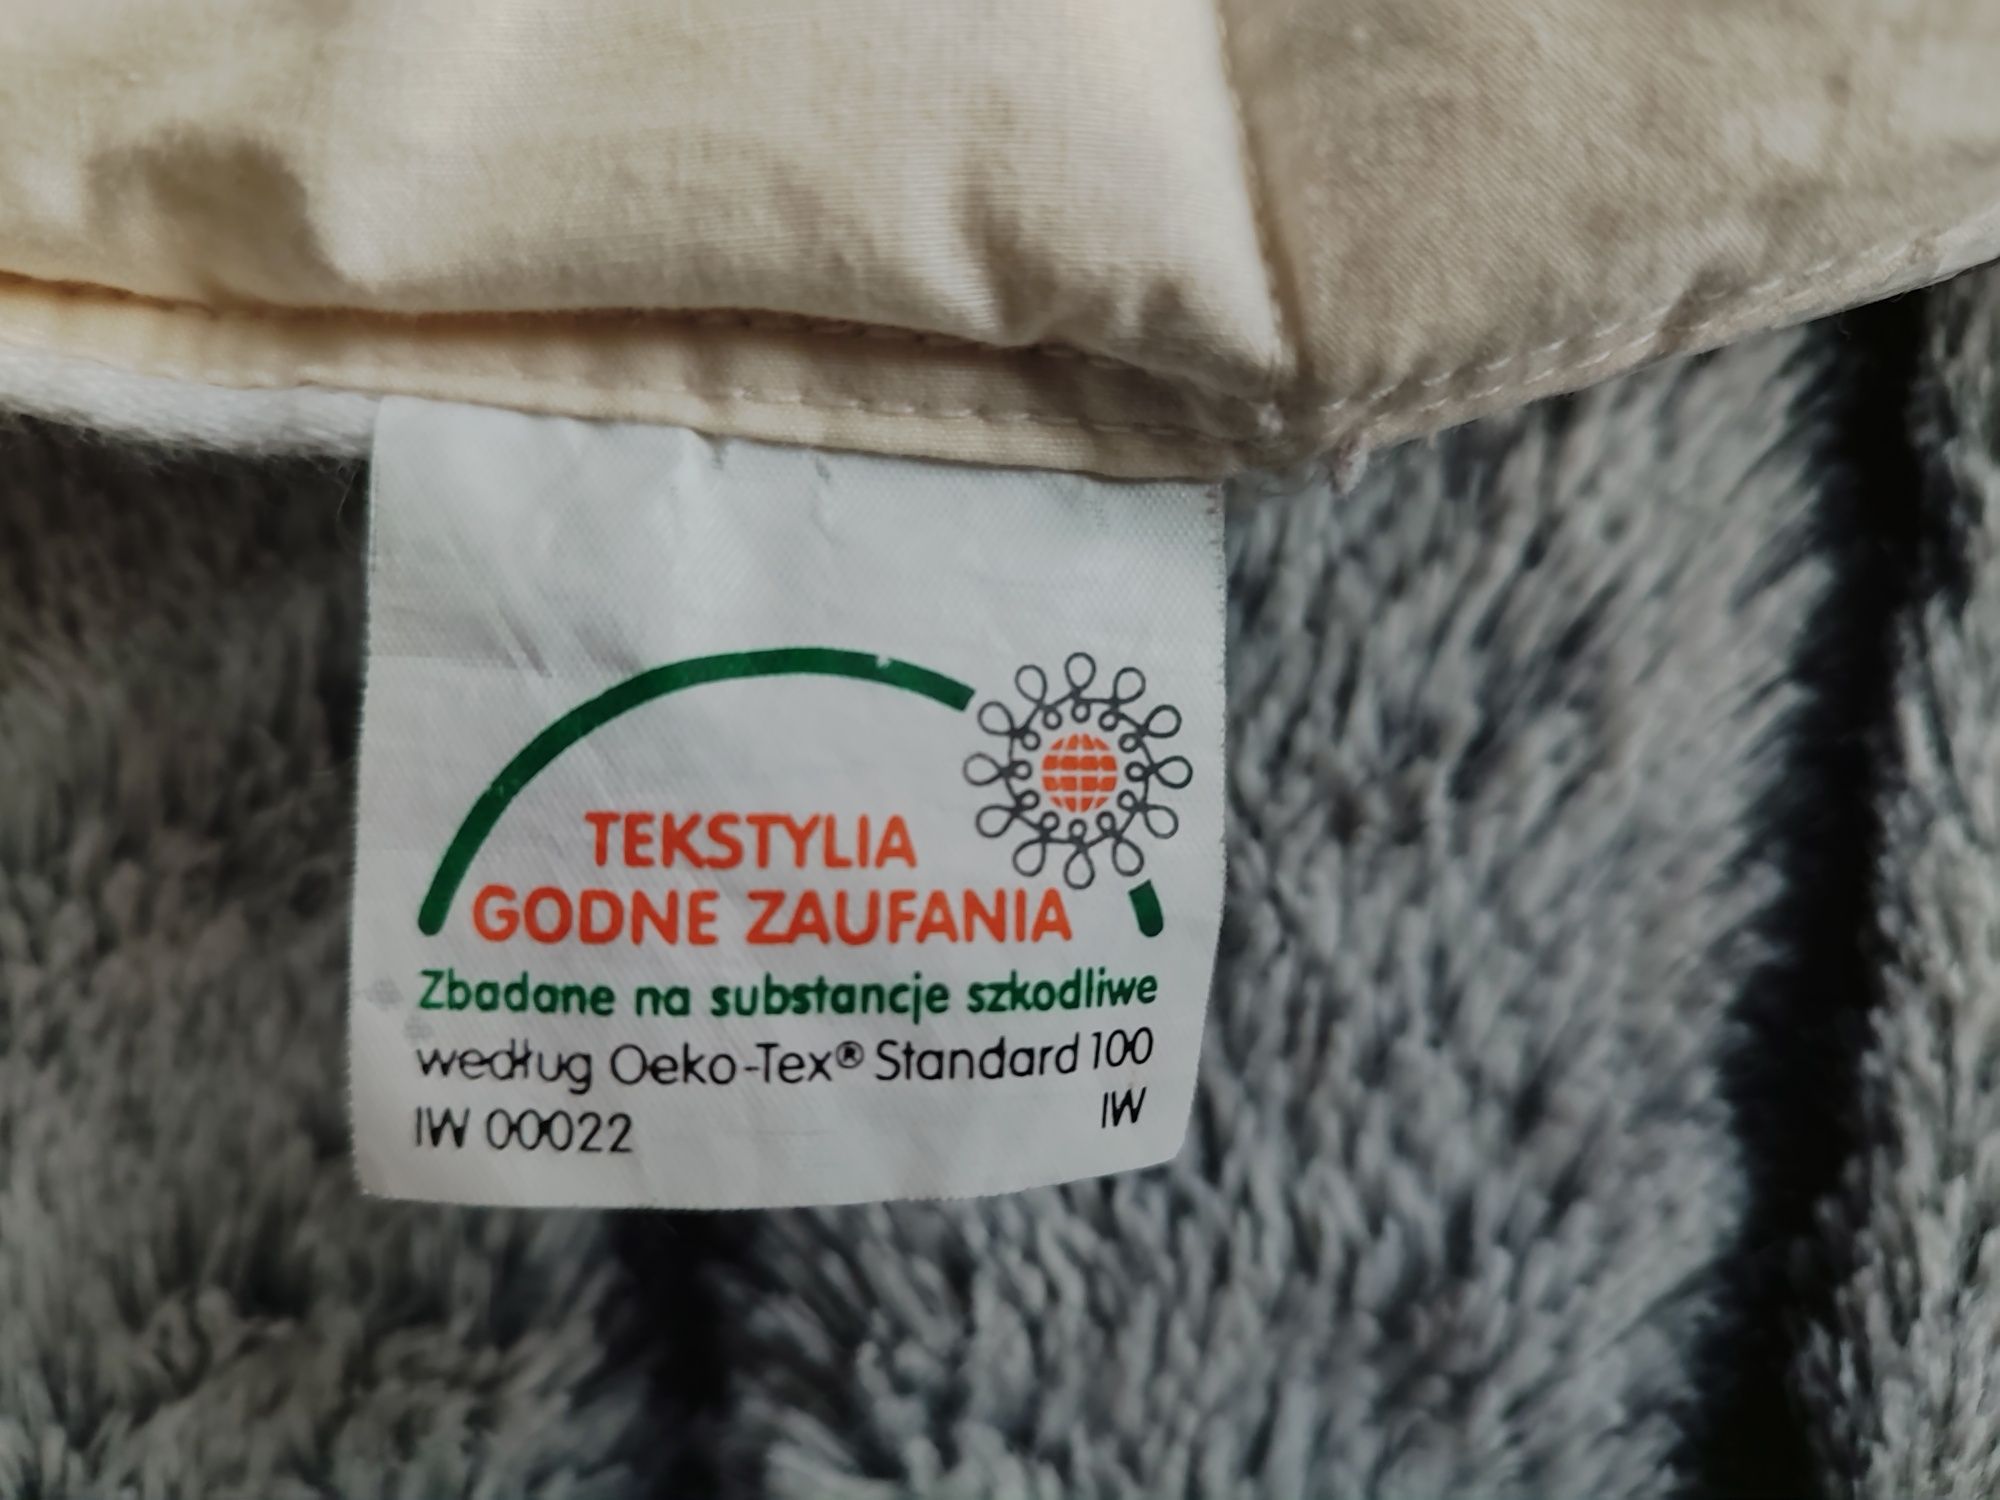 TEKSTYLIA
GODNE ZAUFANIA
Zbadane na substancje szkodliwe
według Oeko-Tex® Standard 100
IW 00022 IW